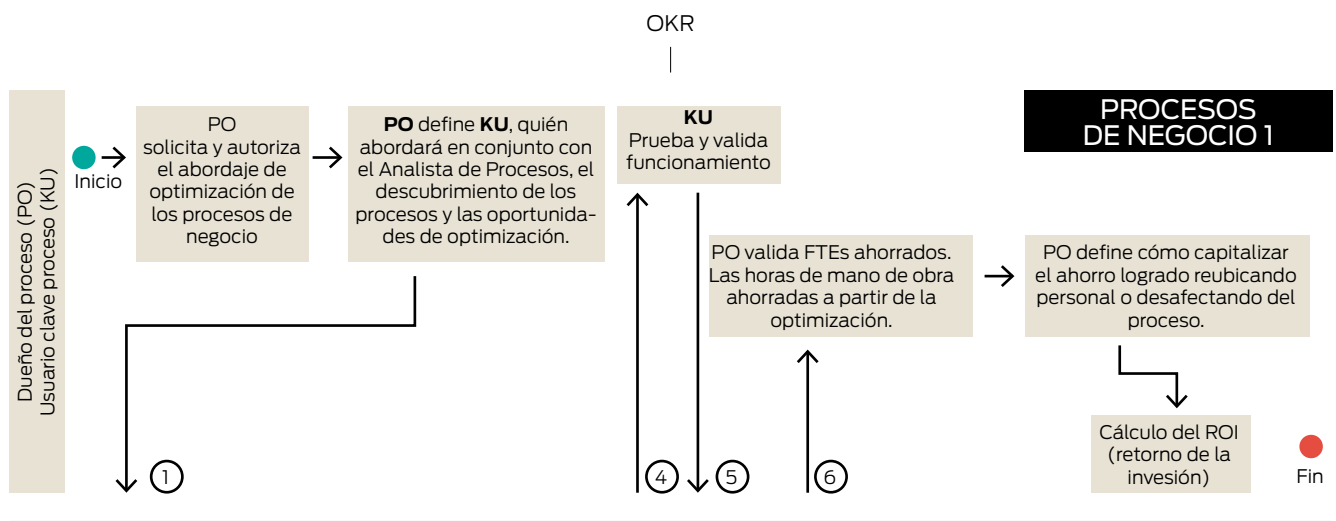 OKR
PROCESOS
DE NEGOCIO 1
Dueño del proceso (PO)
Usuario clave proceso (KU)
Inicio
PO
solicita y autoriza
el abordaje de
optimización de
los procesos de
negocio
PO define KU, quién
abordará en conjunto con
el Analista de Procesos, el
descubrimiento de los
procesos y las oportunida-
des de optimización.
KU
Prueba y valida
funcionamiento
PO valida FTEs ahorrados.
Las horas de mano de obra
ahorradas a partir de la
optimización.
PO define cómo capitalizar
el ahorro logrado reubicando
personal o desafectando del
proceso.
Cálculo del ROI
(retorno de la
invesión)
Fin
1
4
5
6